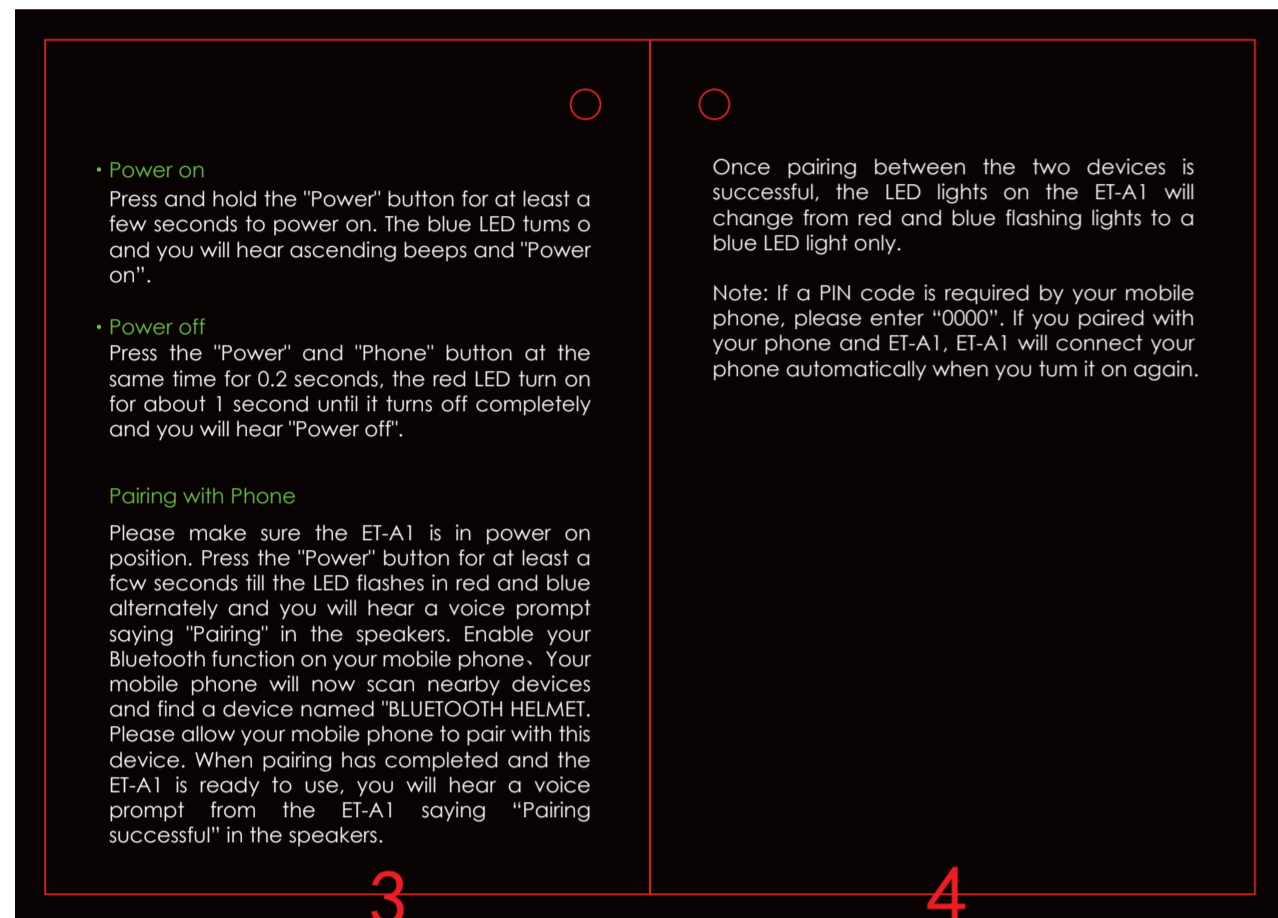 • Power on
Press and hold the "Power" button for at least a
few seconds to power on. The blue LED tums o
and you will hear ascending beeps and "Power
on”.
• Power off
Press the "Power" and "Phone" button at the
same time for 0.2 seconds, the red LED turn on
for about 1 second until it turns off completely
and you will hear "Power off".
Pairing with Phone
Please make sure the ET-A1 is in power on
position. Press the "Power" button for at least a
fcw seconds till the LED flashes in red and blue
alternately and you will hear a voice prompt
saying "Pairing" in the speakers. Enable your
Bluetooth function on your mobile phone、Your
mobile phone will now scan nearby devices
and find a device named "BLUETOOTH HELMET.
Please allow your mobile phone to pair with this
device. When pairing has completed and the
ET-A1 is ready to use, you will hear a voice
prompt from the ET-A1 saying “Pairing
successful” in the speakers.
3
Once pairing between the two devices is
successful, the LED lights on the ET-A1 will
change from red and blue flashing lights to a
blue LED light only.
Note: If a PIN code is required by your mobile
phone, please enter “0000”. If you paired with
your phone and ET-A1, ET-A1 will connect your
phone automatically when you tum it on again.
4